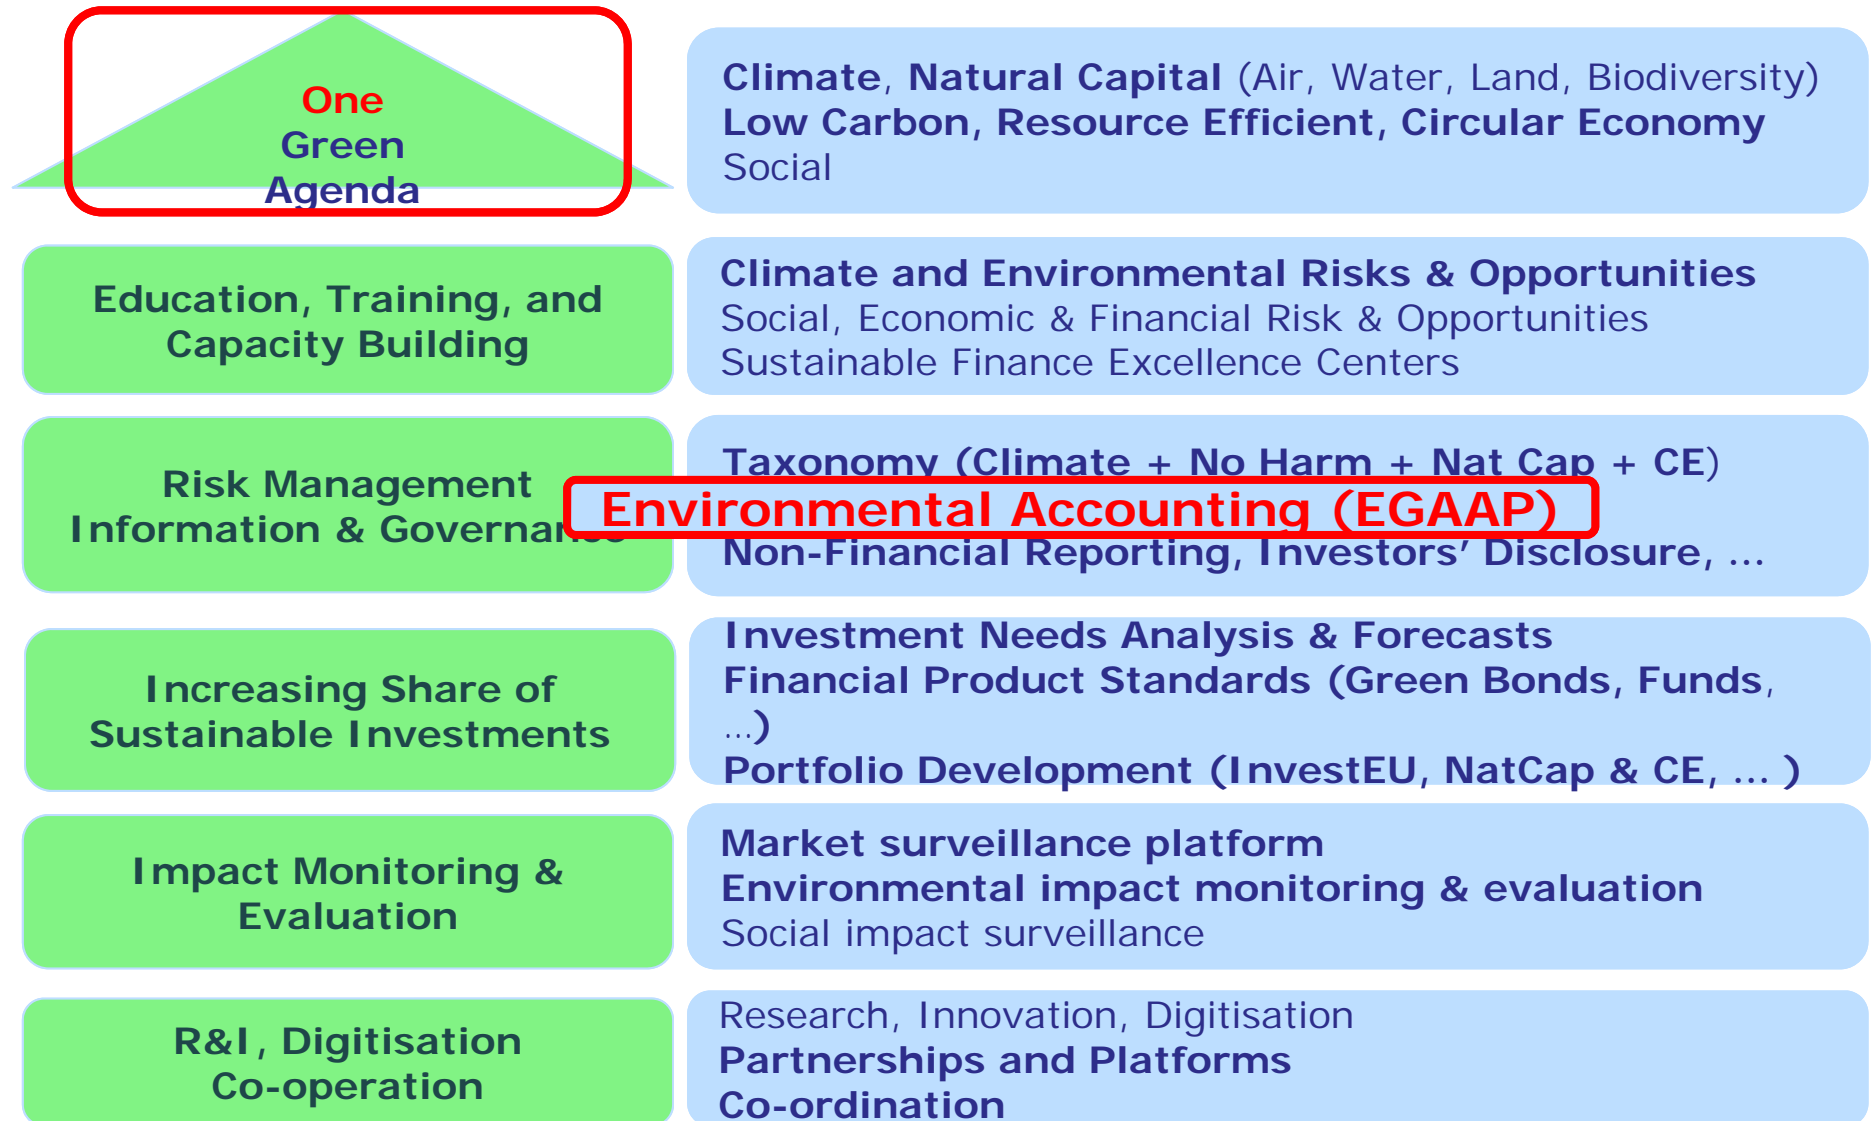 One
Green
Agenda
Climate, Natural Capital (Air, Water, Land, Biodiversity)
Low Carbon, Resource Efficient, Circular Economy
Social
Education, Training, and
Capacity Building
Climate and Environmental Risks & Opportunities
Social, Economic & Financial Risk & Opportunities
Sustainable Finance Excellence Centers
Risk Management
Information & Governance
Taxonomy (Climate + No Harm + Nat Cap + CE)
Environmental Accounting (EGAAP)
Non-Financial Reporting, Investors’ Disclosure, ...
Increasing Share of
Sustainable Investments
Investment Needs Analysis & Forecasts
Financial Product Standards (Green Bonds, Funds,
...)
Portfolio Development (InvestEU, NatCap & CE, ... )
Impact Monitoring &
Evaluation
Market surveillance platform
Environmental impact monitoring & evaluation
Social impact surveillance
R&I, Digitisation
Co-operation
Research, Innovation, Digitisation
Partnerships and Platforms
Co-ordination